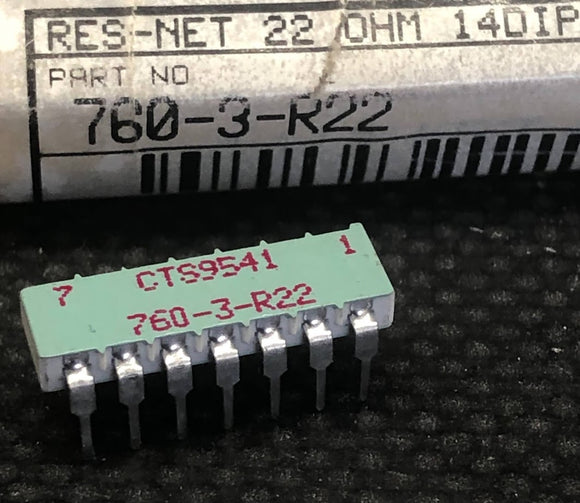 RES-NET 22 OHM 14DIP
PART NO
760-3-R22
7 CTS9541 1
760-3-R22